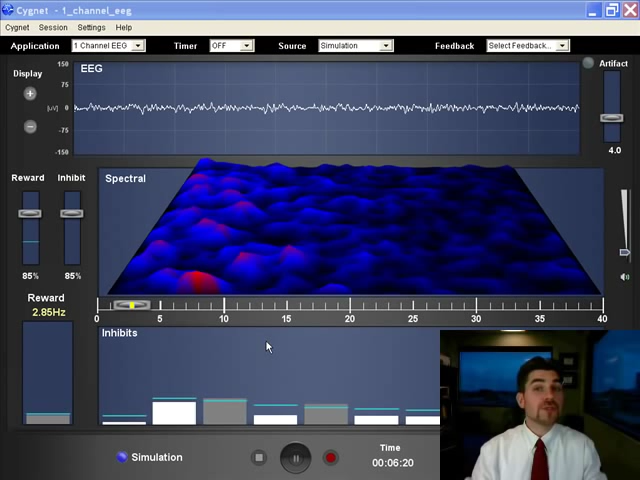 Cygnet - 1_channel_eeg
Cygnet Session Settings Help
Application 1 Channel EEG Timer OFF Source Simulation Feedback Select Feedback...
Display
EEG
Artifact
150
75
[uV] 0
-75
-150
4.0
Reward Inhibit
Spectral
85% 85%
Reward
2.85Hz
0 5 10 15 20 25 30 35 40
Inhibits
Simulation
Time
00:06:20